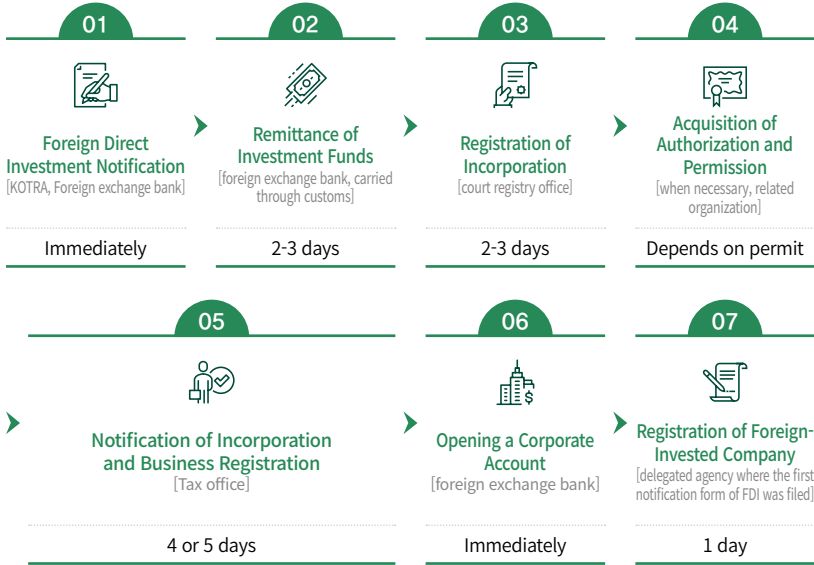 01
Foreign Direct
Investment Notification
[KOTRA, Foreign exchange bank]
Immediately
02
Remittance of
Investment Funds
[foreign exchange bank, carried
through customs]
2-3 days
03
Registration of
Incorporation
[court registry office]
2-3 days
04
Acquisition of
Authorization and
Permission
[when necessary, related
organization]
Depends on permit
05
Notification of Incorporation
and Business Registration
[Tax office]
4 or 5 days
06
Opening a Corporate
Account
[foreign exchange bank]
Immediately
07
Registration of Foreign-
Invested Company
[delegated agency where the first
notification form of FDI was filed]
1 day